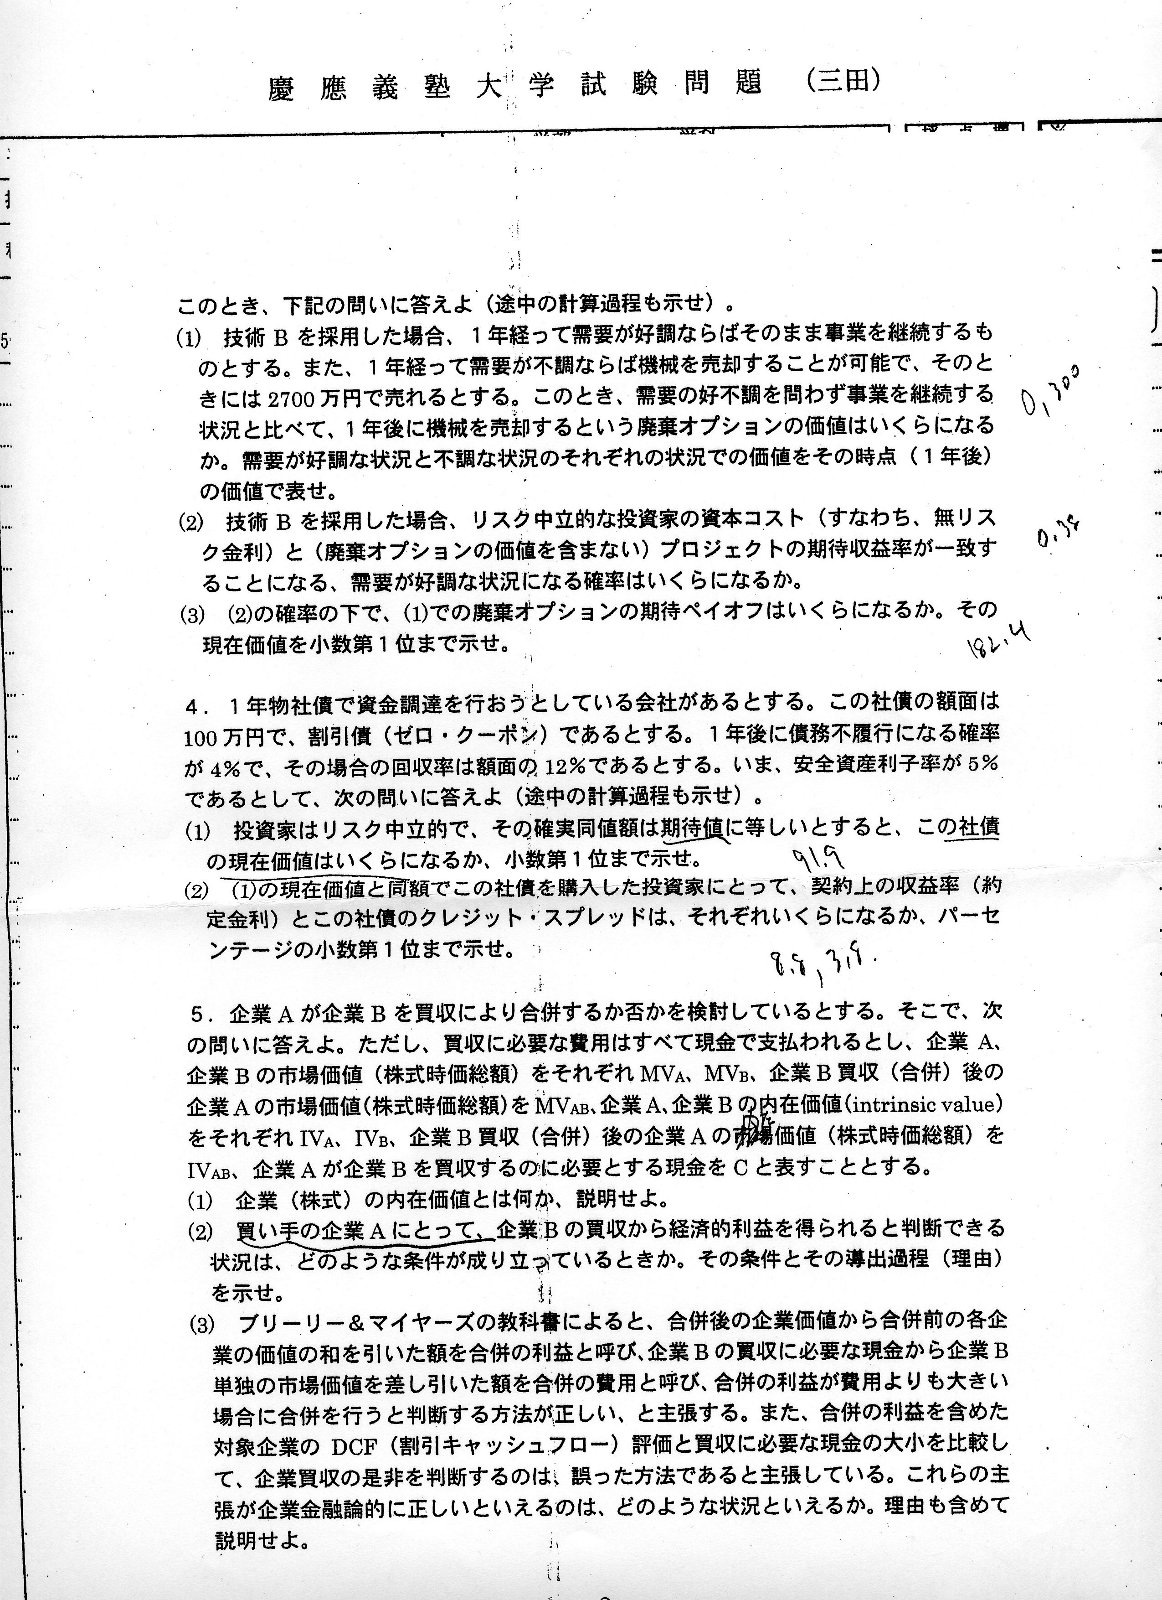 慶應義塾大学試験問題 （三田）
このとき、下記の問いに答えよ（途中の計算過程も示せ）。
(1) 技術 B を採用した場合、１年経って需要が好調ならばそのまま事業を継続するも
のとする。また、１年経って需要が不調ならば機械を売却することが可能で、そのと
きには 2700 万円で売れるとする。このとき、需要の好不調を問わず事業を継続する
状況と比べて、１年後に機械を売却するという廃棄オプションの価値はいくらになる
か。需要が好調な状況と不調な状況のそれぞれの状況での価値をその時点（１年後）
の価値で表せ。
0,300
(2) 技術 B を採用した場合、リスク中立的な投資家の資本コスト（すなわち、無リス
ク金利）と（廃棄オプションの価値を含まない）プロジェクトの期待収益率が一致す
ることになる、需要が好調な状況になる確率はいくらになるか。
0.38
(3) (2)の確率の下で、(1)での廃棄オプションの期待ペイオフはいくらになるか。その
現在価値を小数第１位まで示せ。
182.4
４．１年物社債で資金調達を行おうとしている会社があるとする。この社債の額面は
100 万円で、割引債（ゼロ・クーポン）であるとする。１年後に債務不履行になる確率
が 4%で、その場合の回収率は額面の 12%であるとする。いま、安全資産利子率が 5%
であるとして、次の問いに答えよ（途中の計算過程も示せ）。
(1) 投資家はリスク中立的で、その確実同値額は期待値に等しいとすると、この社債
の現在価値はいくらになるか、小数第１位まで示せ。
91.9
(2) (1)の現在価値と同額でこの社債を購入した投資家にとって、契約上の収益率（約
定金利）とこの社債のクレジット・スプレッドは、それぞれいくらになるか、パーセ
ンテージの小数第１位まで示せ。
8.8, 3.8.
５．企業 A が企業 B を買収により合併するか否かを検討しているとする。そこで、次
の問いに答えよ。ただし、買収に必要な費用はすべて現金で支払われるとし、企業 A、
企業 B の市場価値（株式時価総額）をそれぞれ MVA、MVB、企業 B 買収（合併）後の
企業 A の市場価値（株式時価総額）を MVAB、企業 A、企業 B の内在価値(intrinsic value)
をそれぞれ IVA、IVB、企業 B 買収（合併）後の企業 A の市場価値（株式時価総額）を
IVAB、企業 A が企業 B を買収するのに必要とする現金を C と表すこととする。
(1) 企業（株式）の内在価値とは何か、説明せよ。
(2) 買い手の企業 A にとって、企業 B の買収から経済的利益を得られると判断できる
状況は、どのような条件が成り立っているときか。その条件とその導出過程（理由）
を示せ。
(3) ブリーリー＆マイヤーズの教科書によると、合併後の企業価値から合併前の各企
業の価値の和を引いた額を合併の利益と呼び、企業 B の買収に必要な現金から企業 B
単独の市場価値を差し引いた額を合併の費用と呼び、合併の利益が費用よりも大きい
場合に合併を行うと判断する方法が正しい、と主張する。また、合併の利益を含めた
対象企業の DCF（割引キャッシュフロー）評価と買収に必要な現金の大小を比較し
て、企業買収の是非を判断するのは、誤った方法であると主張している。これらの主
張が企業金融論的に正しいといえるのは、どのような状況といえるか。理由も含めて
説明せよ。